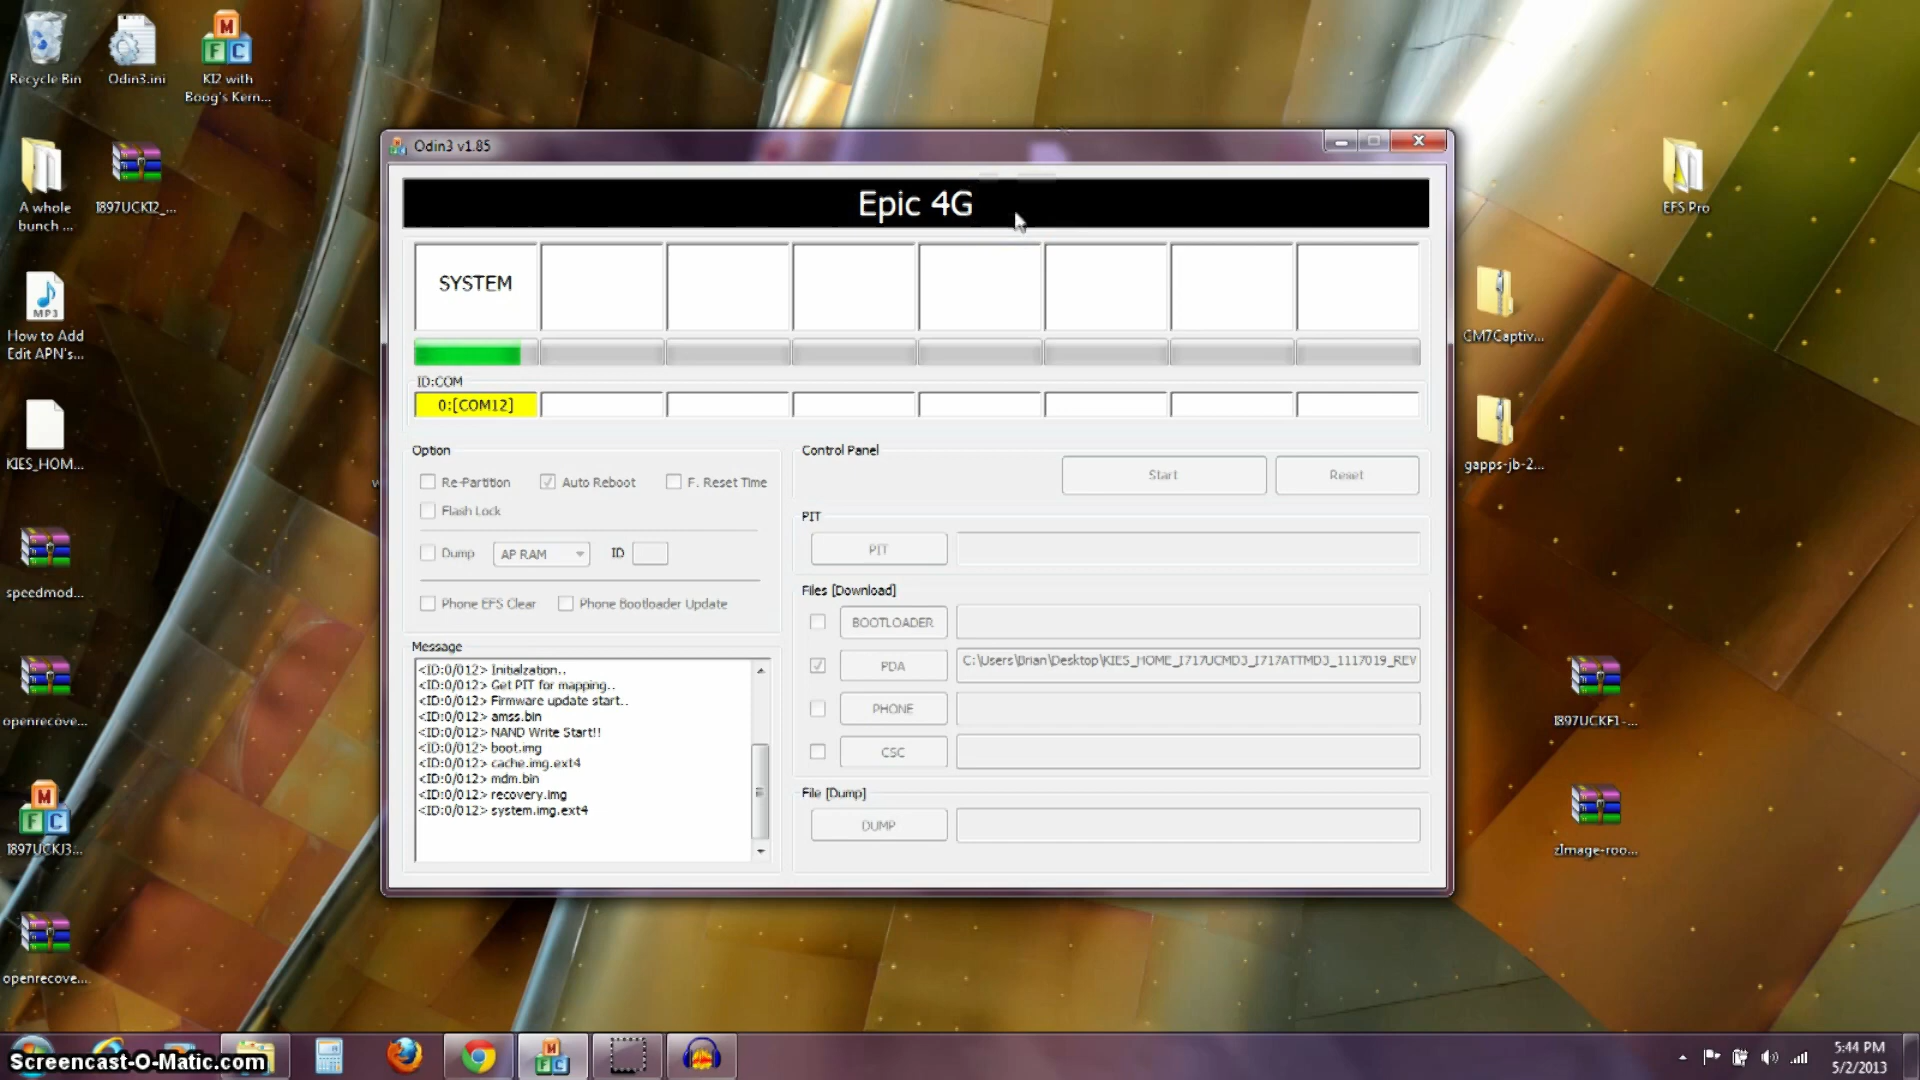 Recycle Bin
Odin3.ini
KI2 with
Boog's Kern...
A whole
bunch ...
I897UCKI2_...
How to Add
Edit APN's...
MP3
KIES_HOM...
speedmod...
openrecove...
I897UCKJ3...
openrecove...
Odin3 v1.85
Epic 4G
SYSTEM
ID:COM
0:[COM12]
Option
Re-Partition
Auto Reboot
F. Reset Time
Flash Lock
Dump
AP RAM
ID
Phone EFS Clear
Phone Bootloader Update
Message
<ID:0/012> Initialzation..
<ID:0/012> Get PIT for mapping..
<ID:0/012> Firmware update start..
<ID:0/012> amss.bin
<ID:0/012> NAND Write Start!!
<ID:0/012> boot.img
<ID:0/012> cache.img.ext4
<ID:0/012> mdm.bin
<ID:0/012> recovery.img
<ID:0/012> system.img.ext4
Control Panel
Start
Reset
PIT
PIT
Files [Download]
BOOTLOADER
PDA
C:\Users\Brian\Desktop\KIES_HOME_I717UCMD3_I717ATTMD3_1117019_REV
PHONE
CSC
File [Dump]
DUMP
EFS Pro
CM7Captiv...
gapps-jb-2...
I897UCKF1-...
zImage-roo...
Screencast-O-Matic.com
5:44 PM
5/2/2013